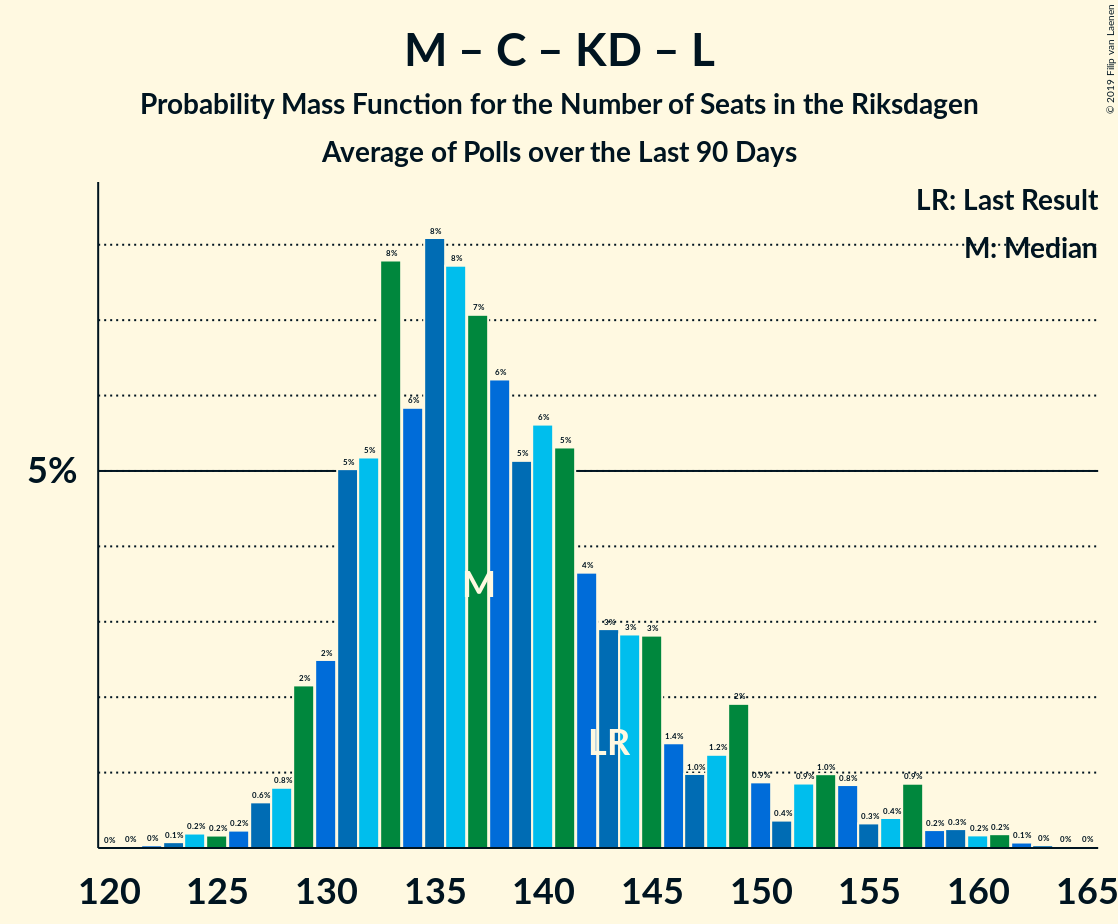 M – C – KD – L
Probability Mass Function for the Number of Seats in the Riksdagen
Average of Polls over the Last 90 Days
© 2019 Filip van Laenen
LR: Last Result
M: Median
5%
0% 0% 0% 0.1% 0.2% 0.2% 0.2% 0.6% 0.8% 2% 2% 5% 5% 8% 6% 8% 8% 7% 6% 5% 6% 5% 4% 3% 3% 3% 1.4% 1.0% 1.2% 2% 0.9% 0.4% 0.9% 1.0% 0.8% 0.3% 0.4% 0.9% 0.2% 0.3% 0.2% 0.2% 0.1% 0% 0% 0%
M
LR
120 125 130 135 140 145 150 155 160 165